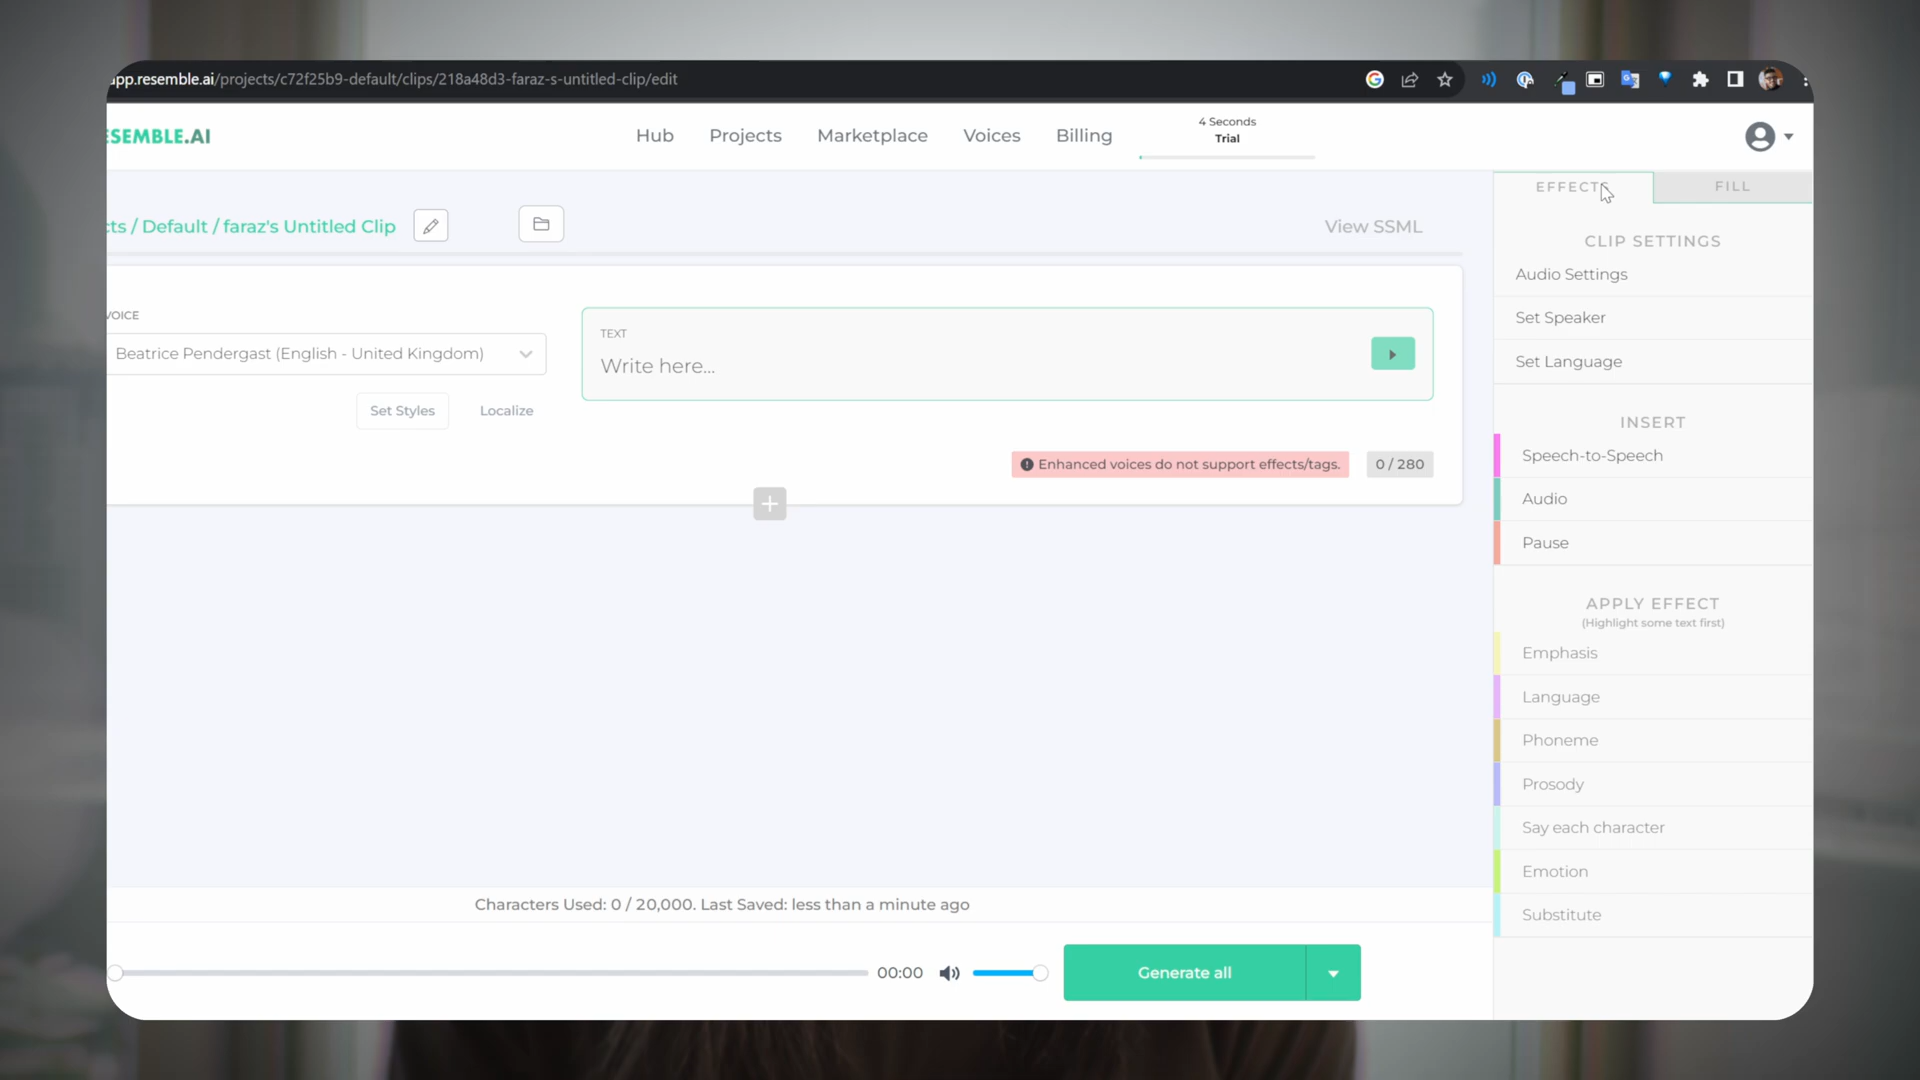 app.resemble.ai/projects/c72f25b9-default/clips/218a48d3-faraz-s-untitled-clip/edit
ESEMBLE.AI
Hub
Projects
Marketplace
Voices
Billing
4 Seconds
Trial
cts / Default / faraz's Untitled Clip
View SSML
VOICE
Beatrice Pendergast (English - United Kingdom)
Set Styles
Localize
TEXT
Write here...
Enhanced voices do not support effects/tags.
0 / 280
Characters Used: 0 / 20,000. Last Saved: less than a minute ago
00:00
Generate all
EFFECTS
FILL
CLIP SETTINGS
Audio Settings
Set Speaker
Set Language
INSERT
Speech-to-Speech
Audio
Pause
APPLY EFFECT
(Highlight some text first)
Emphasis
Language
Phoneme
Prosody
Say each character
Emotion
Substitute